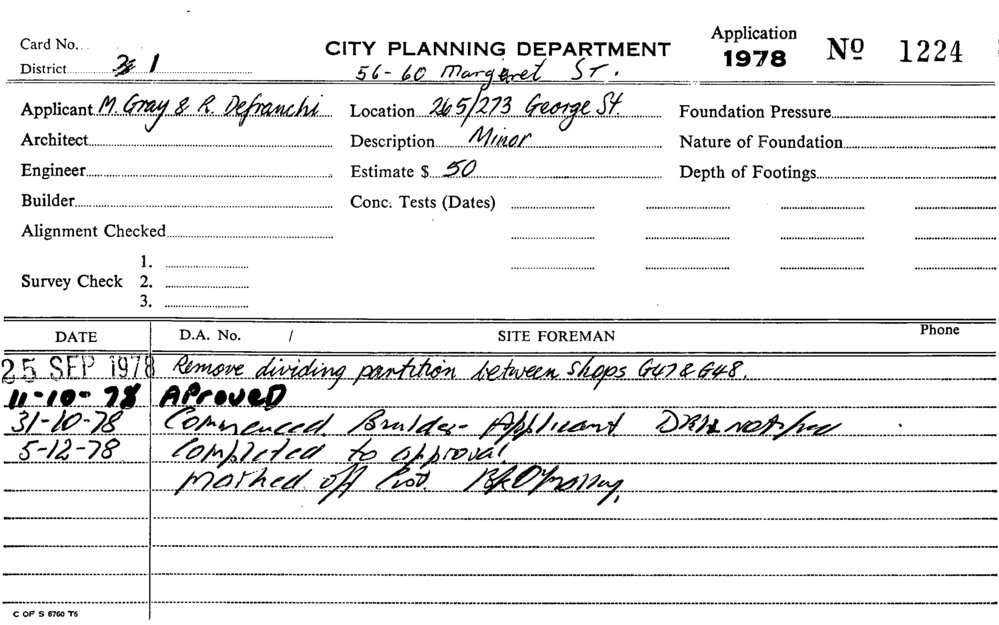 Card No...
CITY PLANNING DEPARTMENT
Application
1978 No 1224
District 1
56-60 Margaret St.
Applicant M. Gray & R. Defranchi Location 265/273 George St. Foundation Pressure
Architect Description Minor Nature of Foundation
Engineer Estimate $ 50 Depth of Footings
Builder Conc. Tests (Dates)
Alignment Checked
1.
Survey Check 2.
3.
DATE D.A. No. / SITE FOREMAN Phone
25 SEP 1978 Remove dividing partition between shops G47 & G48.
11-10-78 APROVED
31-10-78 Commenced Builder - Applicant notified
5-12-78 Completed to approval
marked off
C OF S 6760 T6